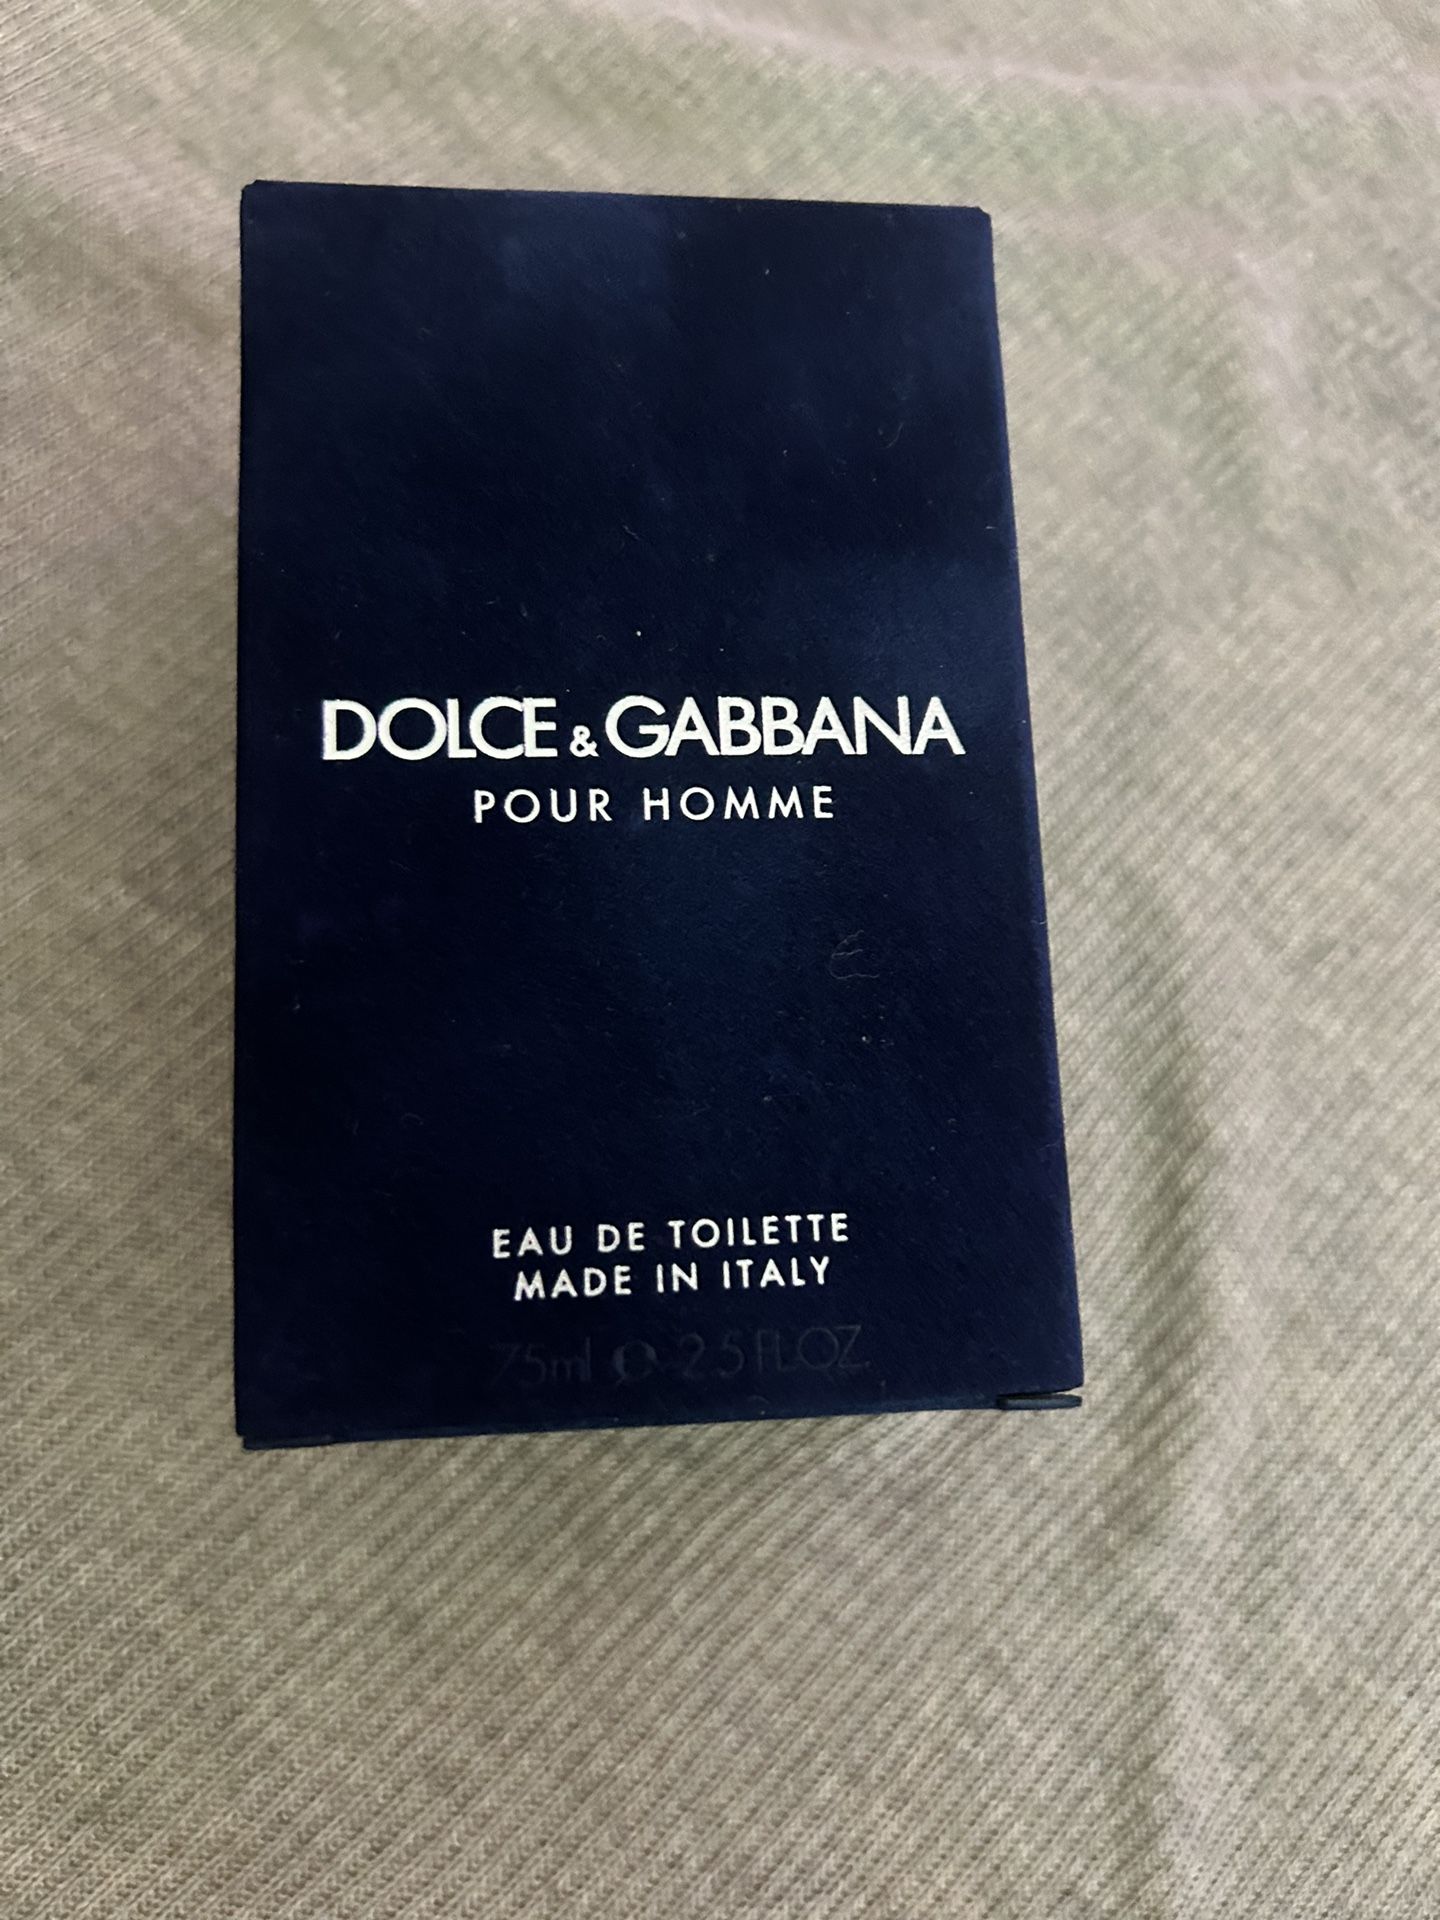 DOLCE & GABBANA
POUR HOMME
EAU DE TOILETTE
MADE IN ITALY
75ml ℮ 2.5 FL.OZ.